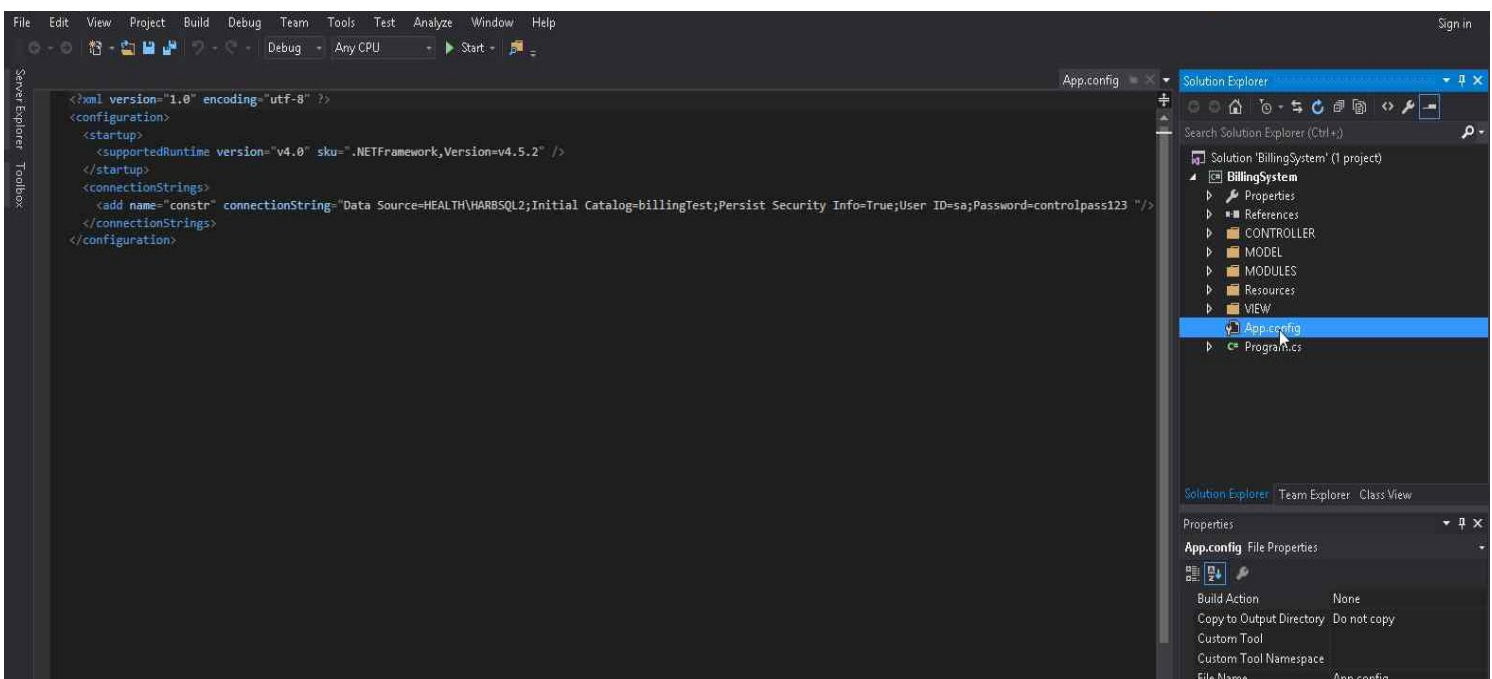 File Edit View Project Build Debug Team Tools Test Analyze Window Help
Sign in
Debug Any CPU Start
Server Explorer
Toolbox
App.config
<?xml version="1.0" encoding="utf-8" ?>
<configuration>
<startup>
<supportedRuntime version="v4.0" sku=".NETFramework,Version=v4.5.2" />
</startup>
<connectionStrings>
<add name="constr" connectionString="Data Source=HEALTH\HARBSQL2;Initial Catalog=billingTest;Persist Security Info=True;User ID=sa;Password=controlpass123 "/>
</connectionStrings>
</configuration>
Solution Explorer
Search Solution Explorer (Ctrl+;)
Solution 'BillingSystem' (1 project)
BillingSystem
Properties
References
CONTROLLER
MODEL
MODULES
Resources
VIEW
App.config
Program.cs
Solution Explorer Team Explorer Class View
Properties
App.config File Properties
Build Action None
Copy to Output Directory Do not copy
Custom Tool
Custom Tool Namespace
File Name App.config